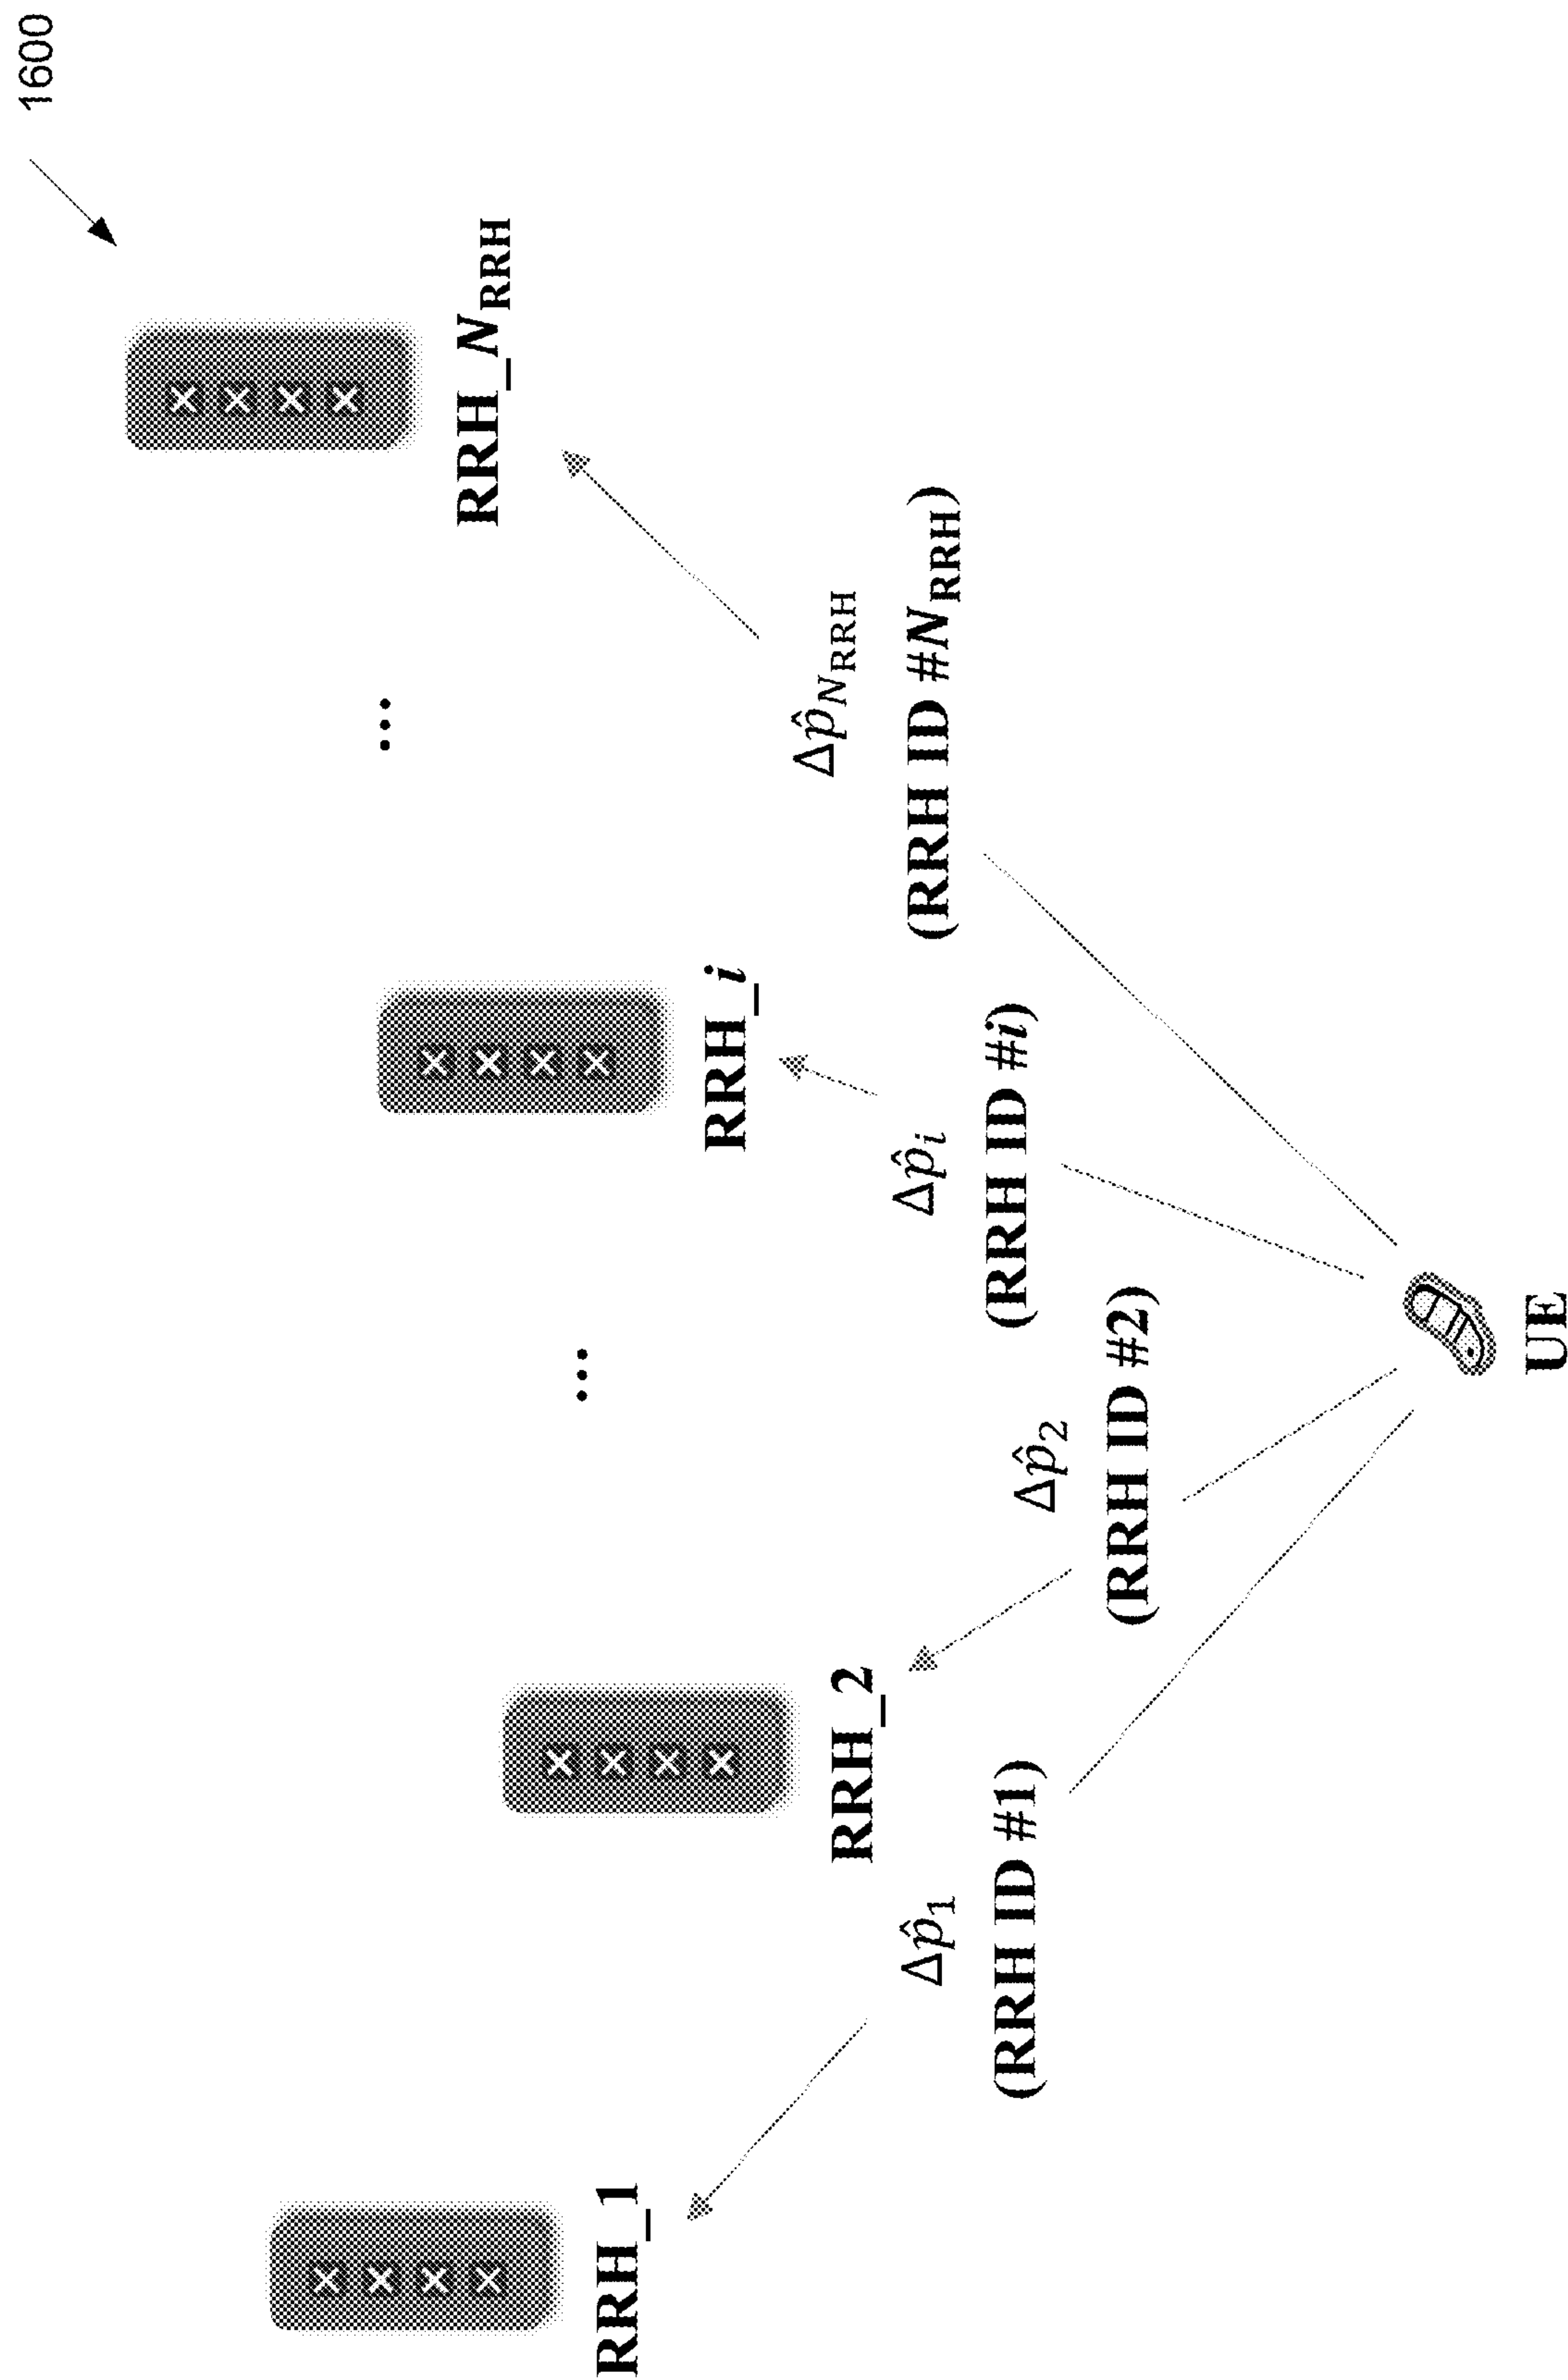 1600
RRH_N_RRH
...
RRH_i
...
RRH_2
RRH_1
Δp̂_N_RRH
(RRH ID #N_RRH)
Δp̂_i
(RRH ID #i)
Δp̂_2
(RRH ID #2)
Δp̂_1
(RRH ID #1)
UE